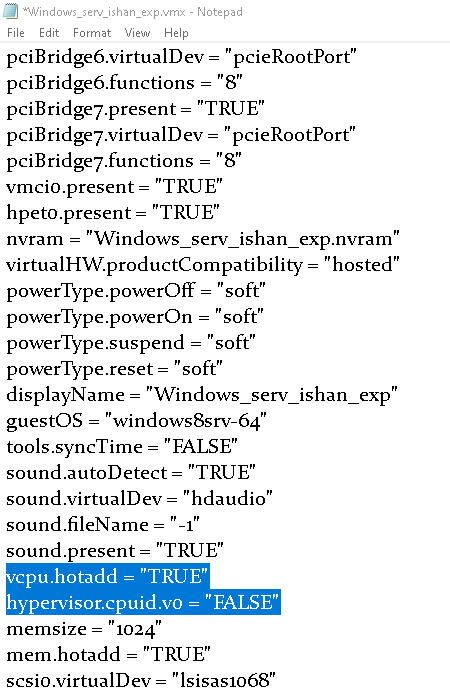 *Windows_serv_ishan_exp.vmx - Notepad
File Edit Format View Help
pciBridge6.virtualDev = "pcieRootPort"
pciBridge6.functions = "8"
pciBridge7.present = "TRUE"
pciBridge7.virtualDev = "pcieRootPort"
pciBridge7.functions = "8"
vmci0.present = "TRUE"
hpet0.present = "TRUE"
nvram = "Windows_serv_ishan_exp.nvram"
virtualHW.productCompatibility = "hosted"
powerType.powerOff = "soft"
powerType.powerOn = "soft"
powerType.suspend = "soft"
powerType.reset = "soft"
displayName = "Windows_serv_ishan_exp"
guestOS = "windows8srv-64"
tools.syncTime = "FALSE"
sound.autoDetect = "TRUE"
sound.virtualDev = "hdaudio"
sound.fileName = "-1"
sound.present = "TRUE"
vcpu.hotadd = "TRUE"
hypervisor.cpuid.v0 = "FALSE"
memsize = "1024"
mem.hotadd = "TRUE"
scsi0.virtualDev = "lsisas1068"